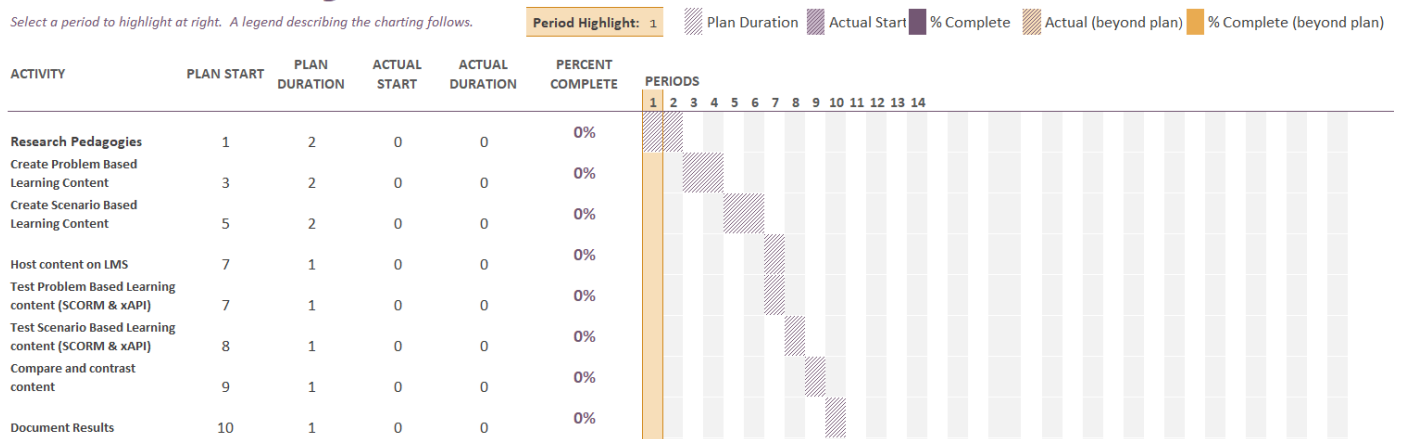 Select a period to highlight at right.  A legend describing the charting follows.
Period Highlight: 1
Plan Duration
Actual Start
% Complete
Actual (beyond plan)
% Complete (beyond plan)
ACTIVITY
PLAN START
PLAN
DURATION
ACTUAL
START
ACTUAL
DURATION
PERCENT
COMPLETE
PERIODS
1 2 3 4 5 6 7 8 9 10 11 12 13 14
Research Pedagogies 1 2 0 0 0%
Create Problem Based
Learning Content 3 2 0 0 0%
Create Scenario Based
Learning Content 5 2 0 0 0%
Host content on LMS 7 1 0 0 0%
Test Problem Based Learning
content (SCORM & xAPI) 7 1 0 0 0%
Test Scenario Based Learning
content (SCORM & xAPI) 8 1 0 0 0%
Compare and contrast
content 9 1 0 0 0%
Document Results 10 1 0 0 0%